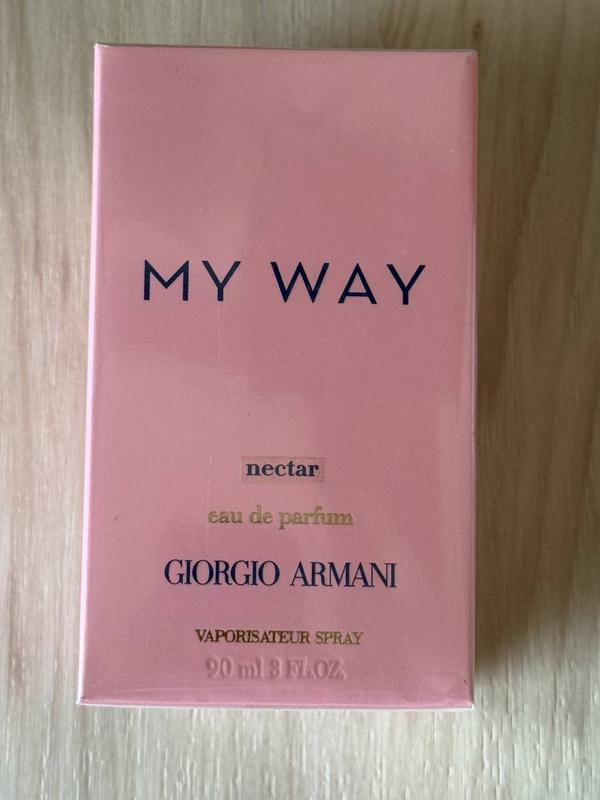 MY WAY
nectar
eau de parfum
GIORGIO ARMANI
VAPORISATEUR SPRAY
90 ml 3 FL.OZ.